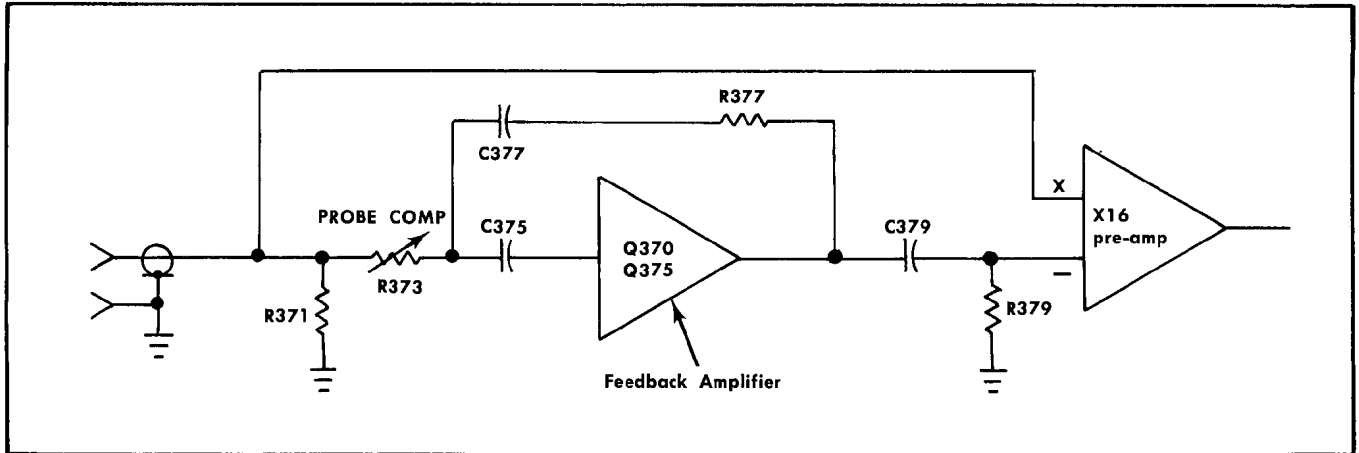 R377
C377
X
PROBE COMP
C375
C379
X16
pre-amp
Q370
Q375
–
R373
R371
R379
Feedback Amplifier